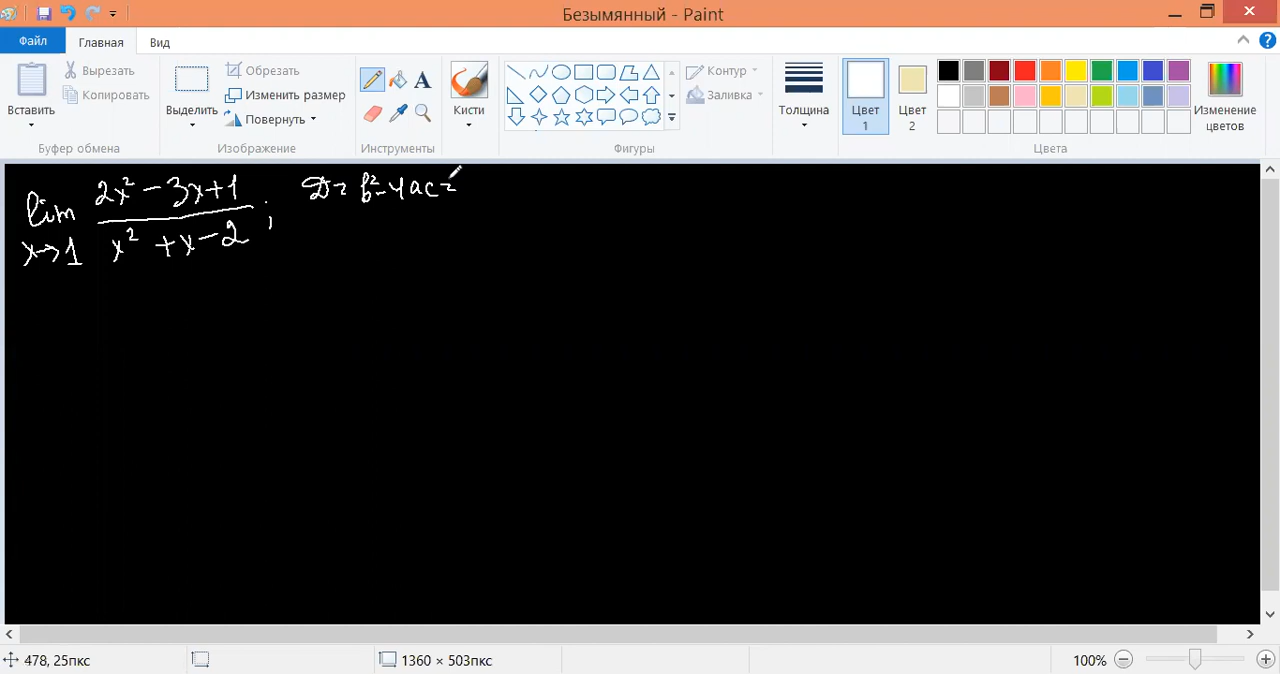 Безымянный - Paint
Файл Главная Вид
Вставить
Вырезать
Копировать
Буфер обмена
Выделить
Обрезать
Изменить размер
Повернуть
Изображение
A
Инструменты
Кисти
Контур
Заливка
Фигуры
Толщина
Цвет 1
Цвет 2
Изменение цветов
Цвета
lim x→1 2x² - 3x + 1 / x² + x - 2 ; D = b² - 4ac =
478, 25пкс
1360 × 503пкс
100%